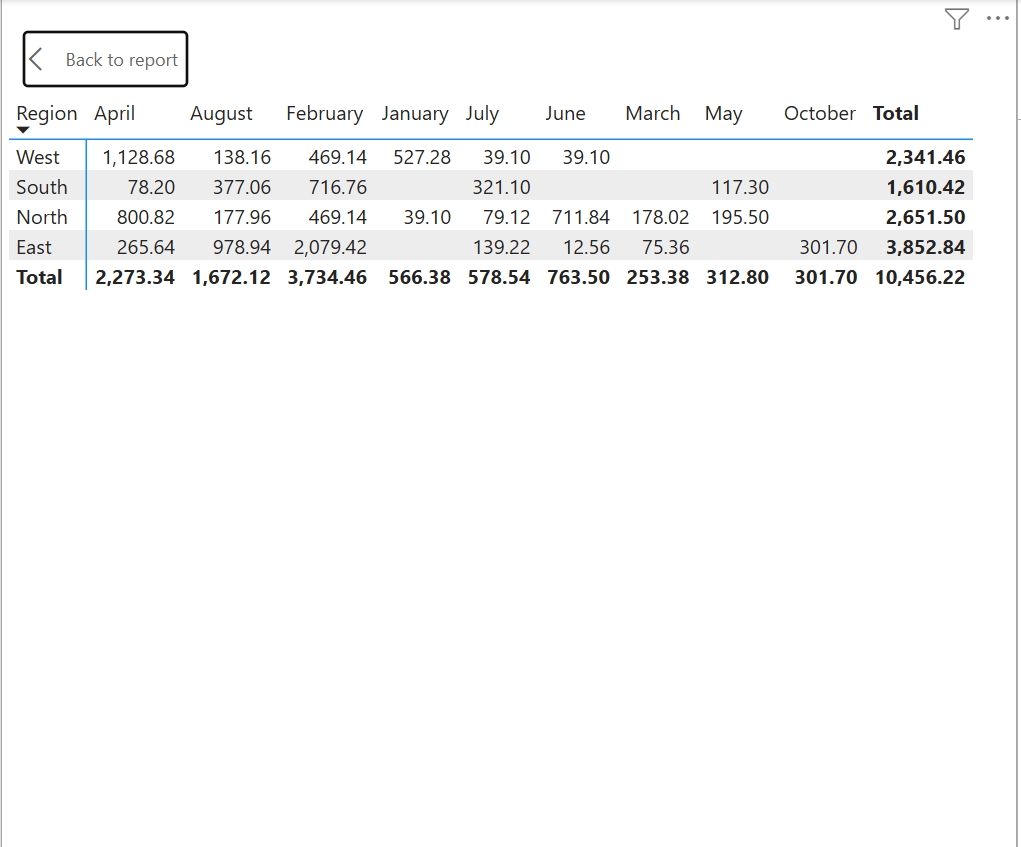 Back to report
Region April August February January July June March May October Total
West 1,128.68 138.16 469.14 527.28 39.10 39.10 2,341.46
South 78.20 377.06 716.76 321.10 117.30 1,610.42
North 800.82 177.96 469.14 39.10 79.12 711.84 178.02 195.50 2,651.50
East 265.64 978.94 2,079.42 139.22 12.56 75.36 301.70 3,852.84
Total 2,273.34 1,672.12 3,734.46 566.38 578.54 763.50 253.38 312.80 301.70 10,456.22